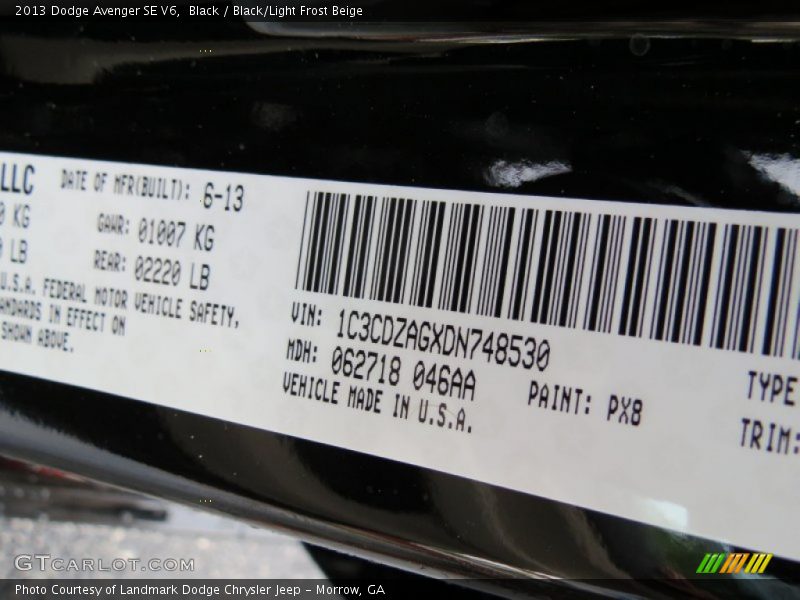 2013 Dodge Avenger SE V6, Black / Black/Light Frost Beige
LLC
DATE OF MFR(BUILT): 6-13
KG
GAWR: 01007 KG
LB
REAR: 02220 LB
U.S.A. FEDERAL MOTOR VEHICLE SAFETY,
IN EFFECT ON
SHOWN ABOVE.
VIN: 1C3CDZAGXDN748530
MDH: 062718 046AA
PAINT: PX8
VEHICLE MADE IN U.S.A.
TYPE
TRIM:
GTCARLOT.COM
Photo Courtesy of Landmark Dodge Chrysler Jeep – Morrow, GA